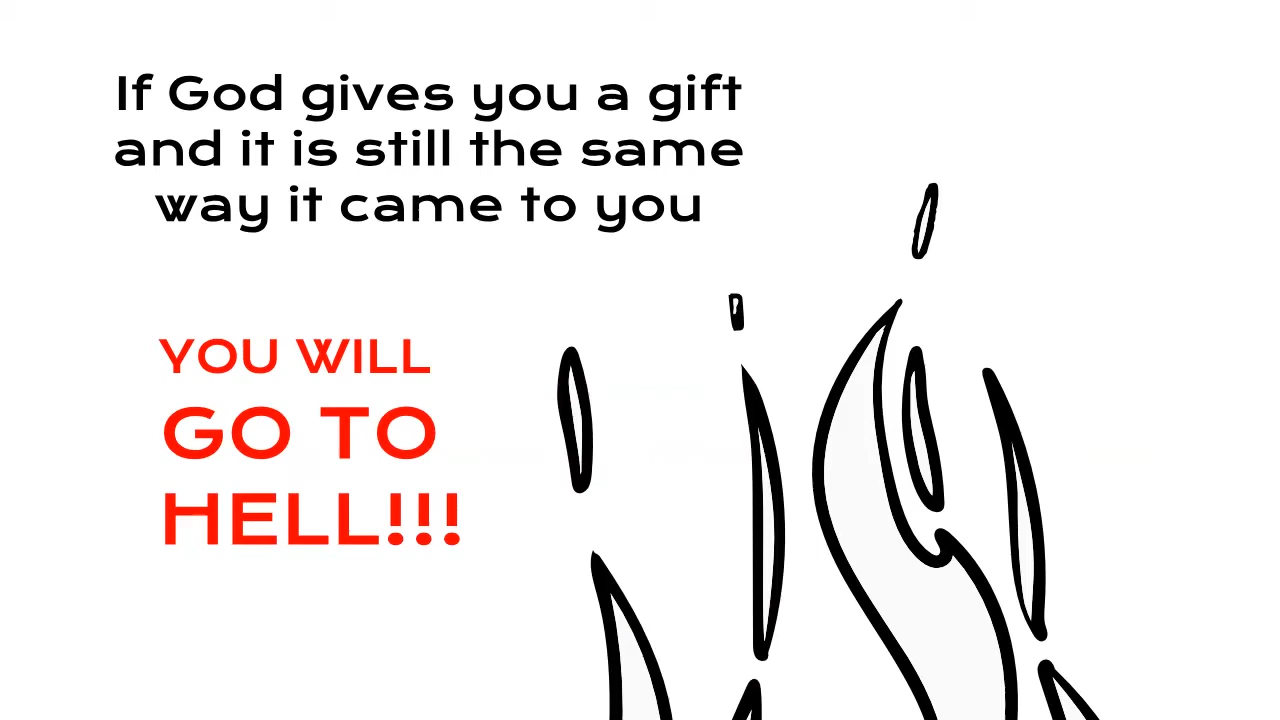 If God gives you a gift
and it is still the same
way it came to you
YOU WILL
GO TO
HELL!!!